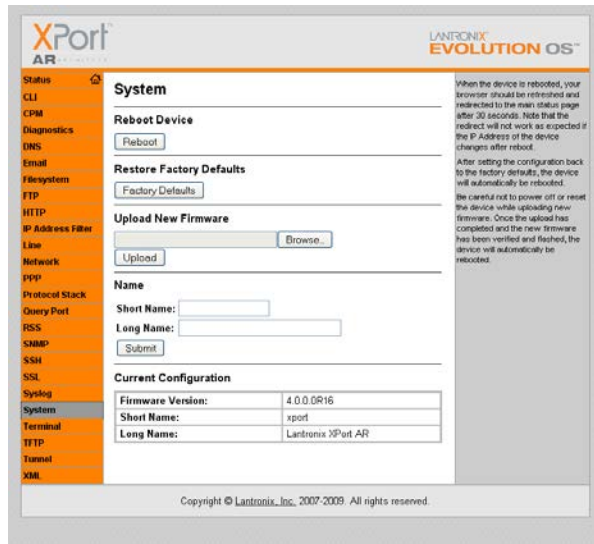 XPort
AR
LANTRONIX
EVOLUTION OS™
Status
CLI
CPM
Diagnostics
DNS
Email
Filesystem
FTP
HTTP
IP Address Filter
Line
Network
PPP
Protocol Stack
Query Port
RSS
SNMP
SSH
SSL
Syslog
System
Terminal
TFTP
Tunnel
XML
System
Reboot Device
Reboot
Restore Factory Defaults
Factory Defaults
Upload New Firmware
Browse..
Upload
Name
Short Name:
Long Name:
Submit
Current Configuration
Firmware Version: 4.0.0.0R16
Short Name: xport
Long Name: Lantronix XPort AR
When the device is rebooted, your
browser should be refreshed and
redirected to the main status page
after 30 seconds. Note that the
redirect will not work as expected if
the IP Address of the device
changes after reboot.
After setting the configuration back
to the factory defaults, the device
will automatically be rebooted.
Be careful not to power off or reset
the device while uploading new
firmware. Once the upload has
completed and the new firmware
has been verified and flashed, the
device will automatically be
rebooted.
Copyright © Lantronix, Inc. 2007-2009. All rights reserved.